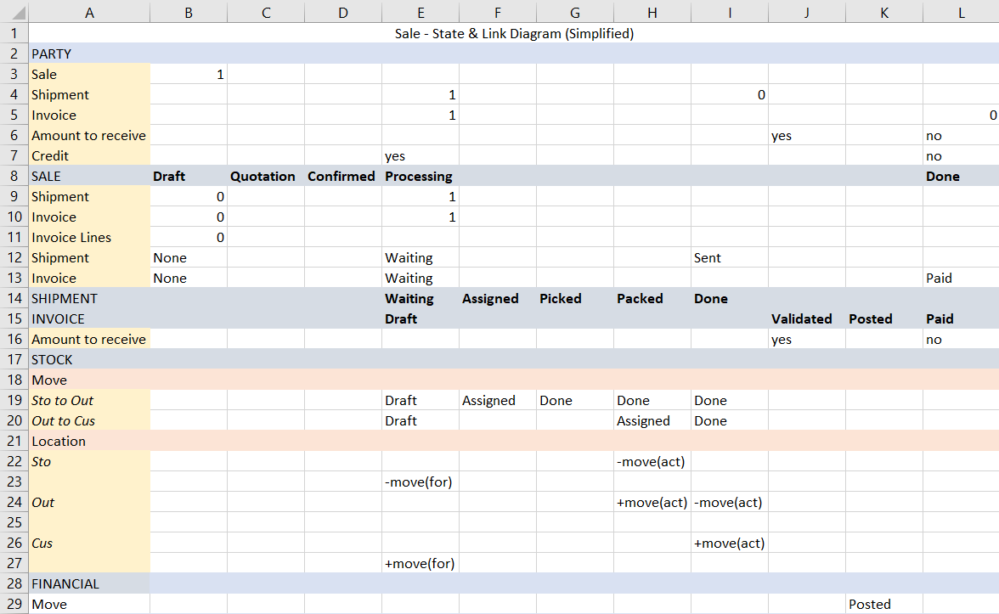 A B C D E F G H I J K L
1 Sale - State & Link Diagram (Simplified)
2 PARTY
3 Sale 1
4 Shipment 1 0
5 Invoice 1 0
6 Amount to receive yes no
7 Credit yes no
8 SALE Draft Quotation Confirmed Processing Done
9 Shipment 0 1
10 Invoice 0 1
11 Invoice Lines 0
12 Shipment None Waiting Sent
13 Invoice None Waiting Paid
14 SHIPMENT Waiting Assigned Picked Packed Done
15 INVOICE Draft Validated Posted Paid
16 Amount to receive yes no
17 STOCK
18 Move
19 Sto to Out Draft Assigned Done Done Done
20 Out to Cus Draft Assigned Done
21 Location
22 Sto -move(act)
23 -move(for)
24 Out +move(act) -move(act)
25
26 Cus +move(act)
27 +move(for)
28 FINANCIAL
29 Move Posted